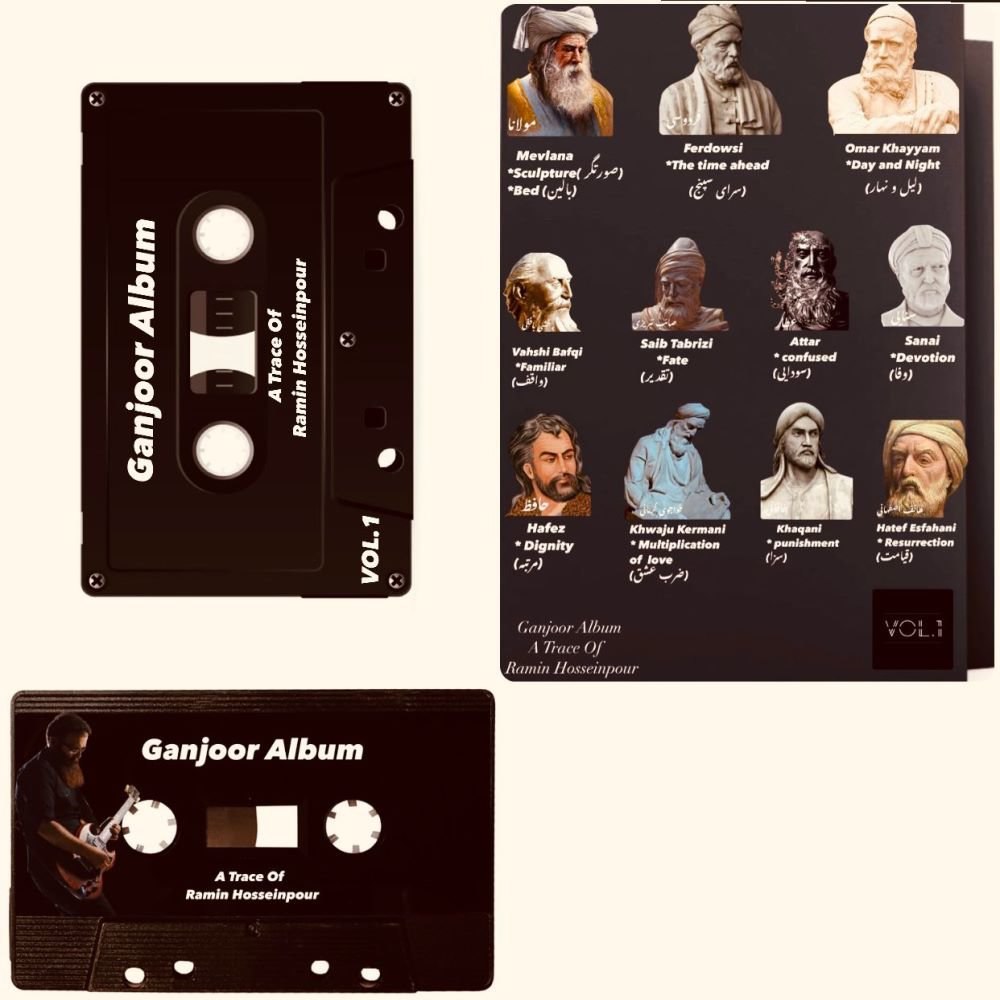 Ganjoor Album
A Trace Of
Ramin Hosseinpour
VOL.1
مولانا
فردوسی
Mevlana
*Sculpture( صورتگر)
*Bed (بالین)
Ferdowsi
*The time ahead
(سرای سپنج)
Omar Khayyam
*Day and Night
(لیل و نهار)
صائب تبریزی
عطار
سنایی
Vahshi Bafqi
*Familiar
(واقف)
Saib Tabrizi
*Fate
(تقدیر)
Attar
* confused
(سودایی)
Sanai
*Devotion
(وفا)
حافظ
خواجوی کرمانی
هاتف اصفهانی
Hafez
* Dignity
(مرتبه)
Khwaju Kermani
* Multiplication
of love
(ضرب عشق)
Khaqani
* punishment
(سزا)
Hatef Esfahani
* Resurrection
(قیامت)
Ganjoor Album
A Trace Of
Ramin Hosseinpour
VOL.1
Ganjoor Album
A Trace Of
Ramin Hosseinpour